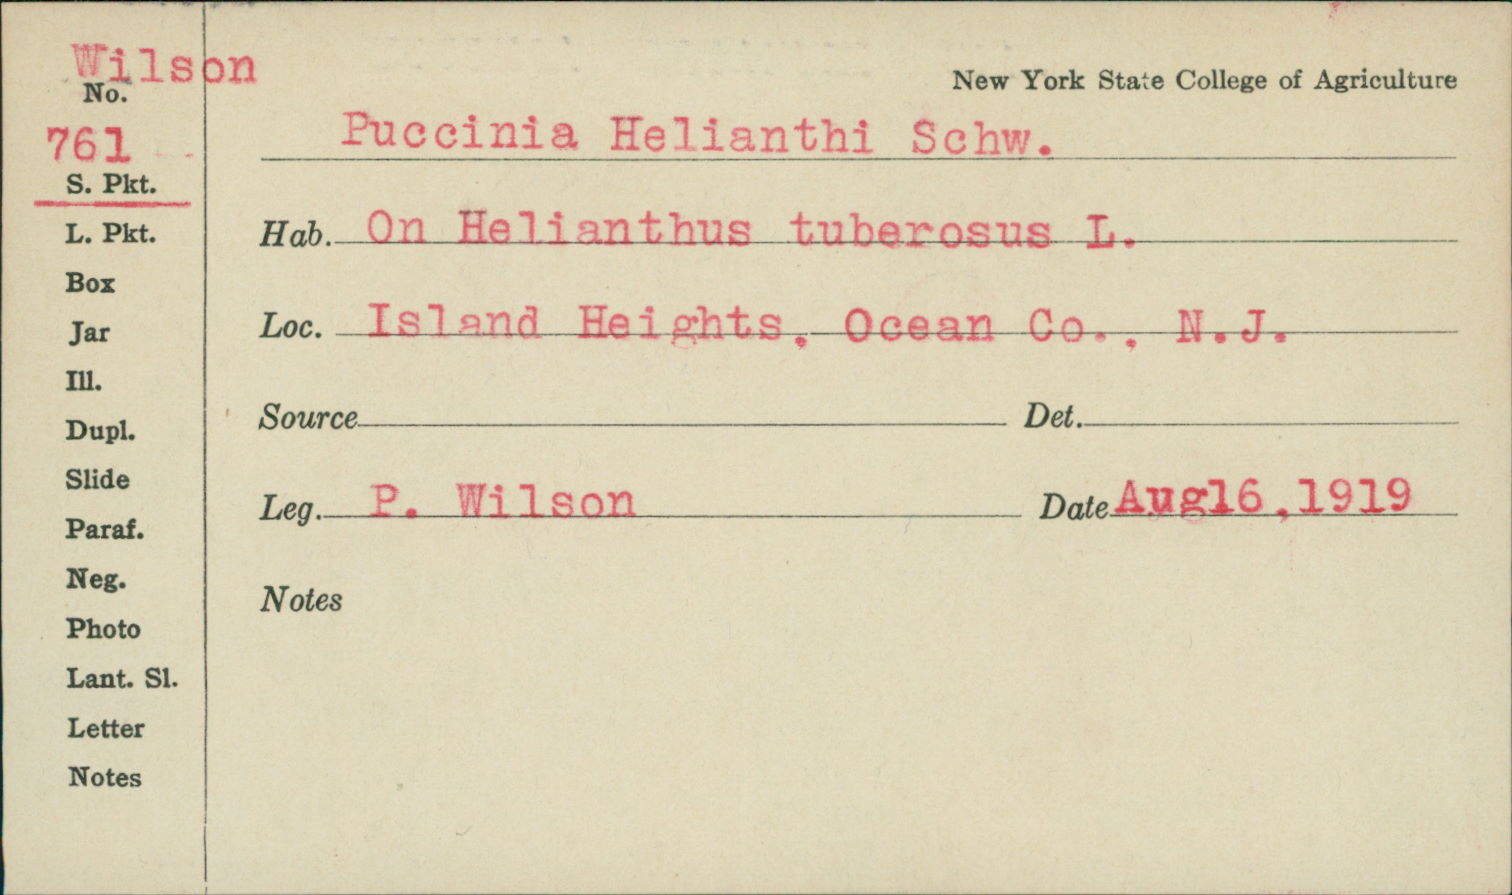 Wilson
No.
761
S. Pkt.
L. Pkt.
Box
Jar
Ill.
Dupl.
Slide
Paraf.
Neg.
Photo
Lant. Sl.
Letter
Notes
New York State College of Agriculture
Puccinia Helianthi Schw.
Hab. On Helianthus tuberosus L.
Loc. Island Heights, Ocean Co., N.J.
Source Det.
Leg. P. Wilson Date Aug16,1919
Notes